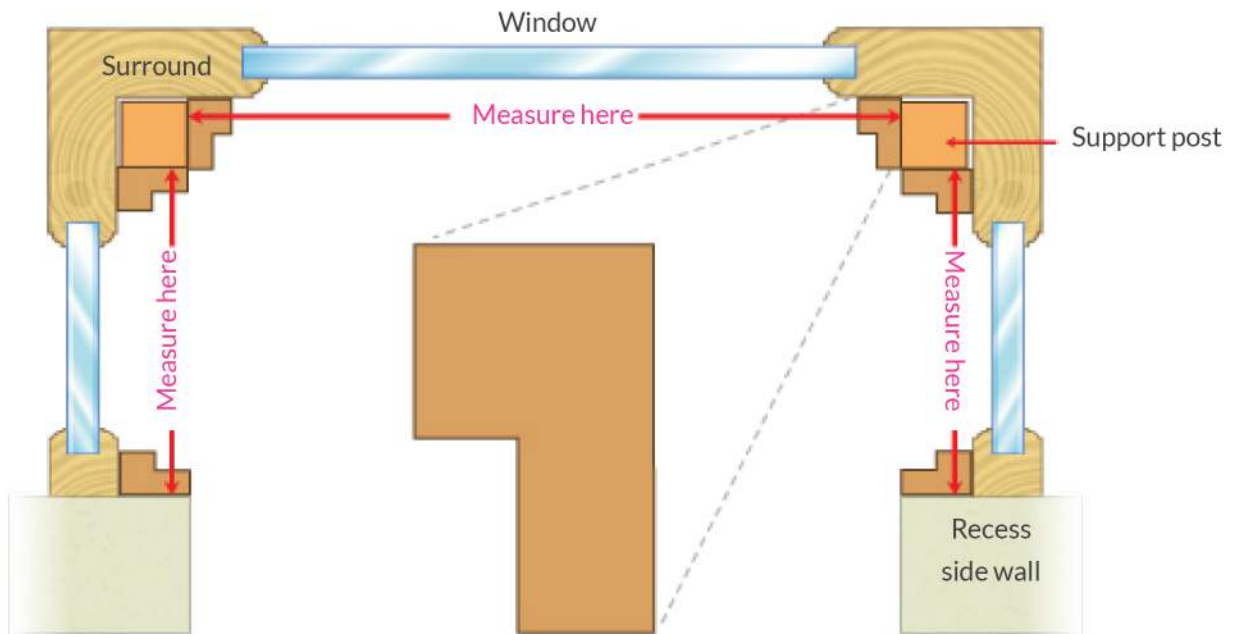 Window
Surround
Measure here
Support post
Measure here
Measure here
Recess
side wall